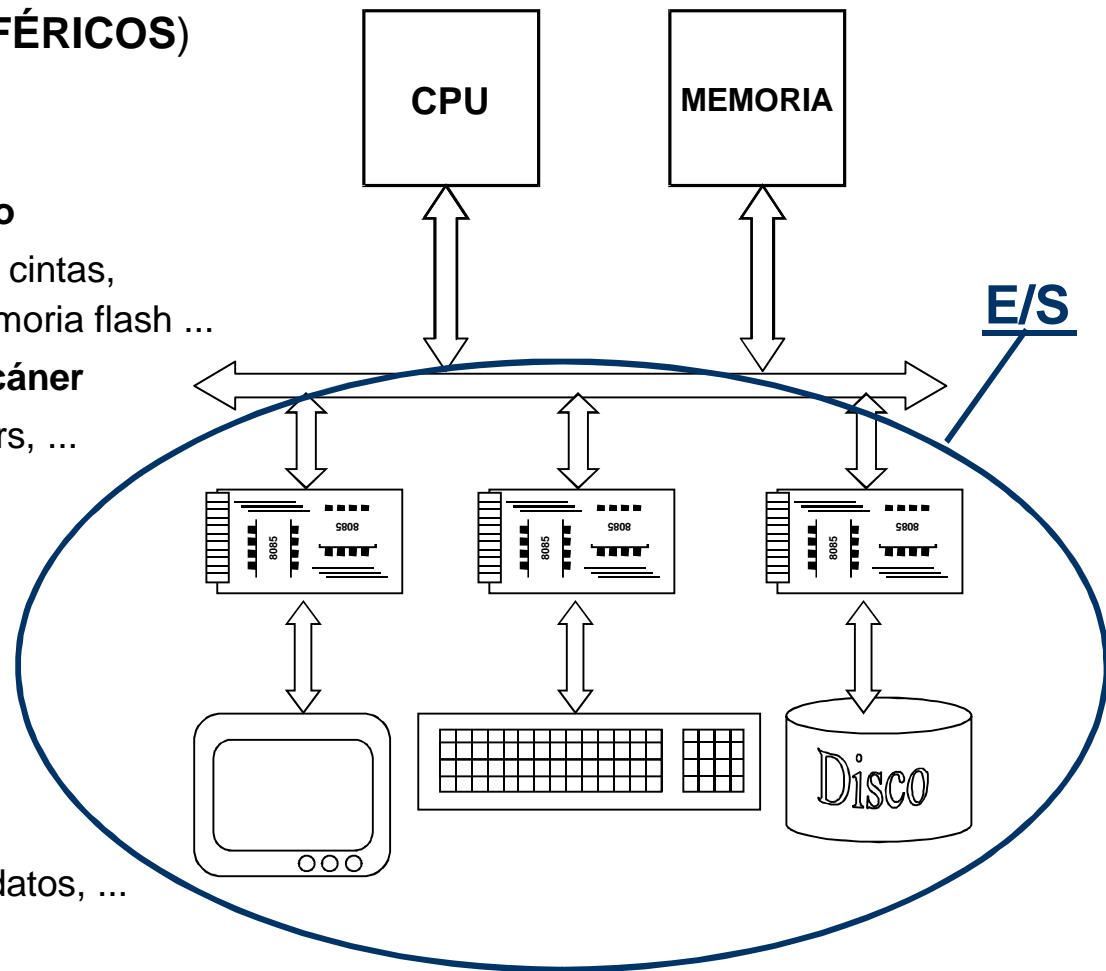 FÉRICOS)
CPU
MEMORIA
o
cintas,
moria flash ...
E/S
cáner
rs, ...
8085
8085
8085
8085
8085
8085
Disco
datos, ...